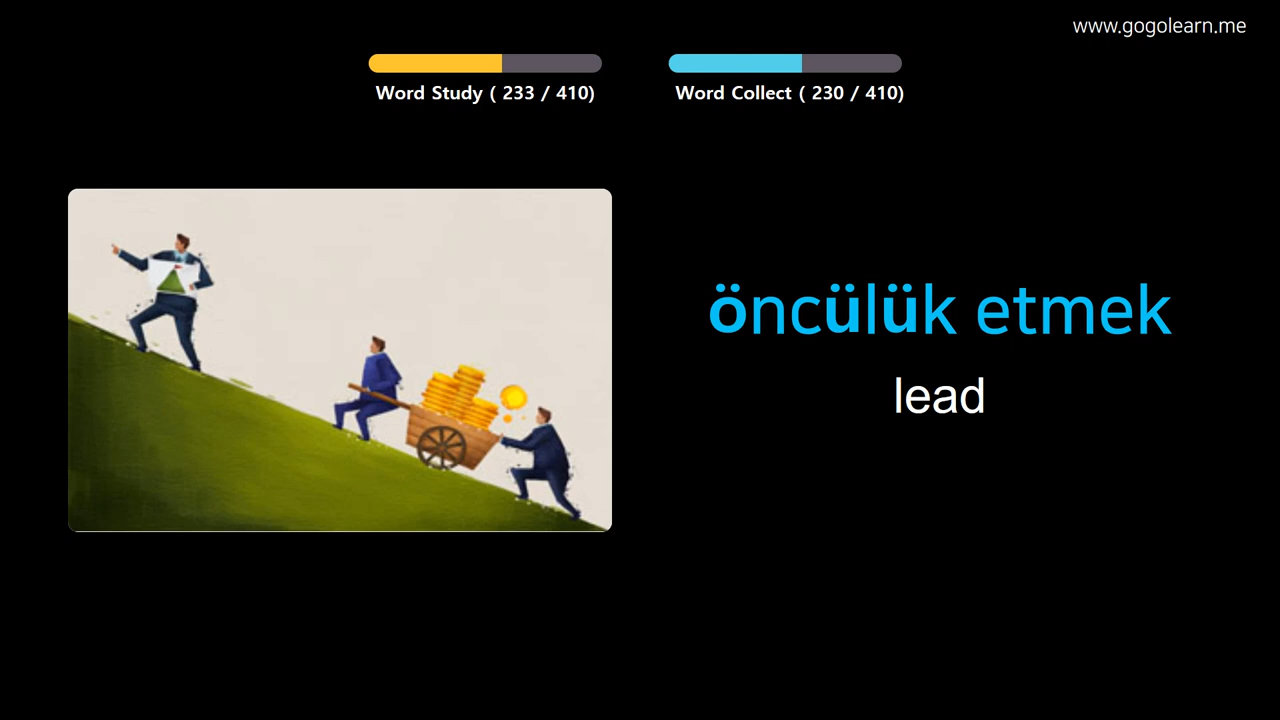 www.gogolearn.me
Word Study ( 233 / 410)
Word Collect ( 230 / 410)
öncülük etmek
lead